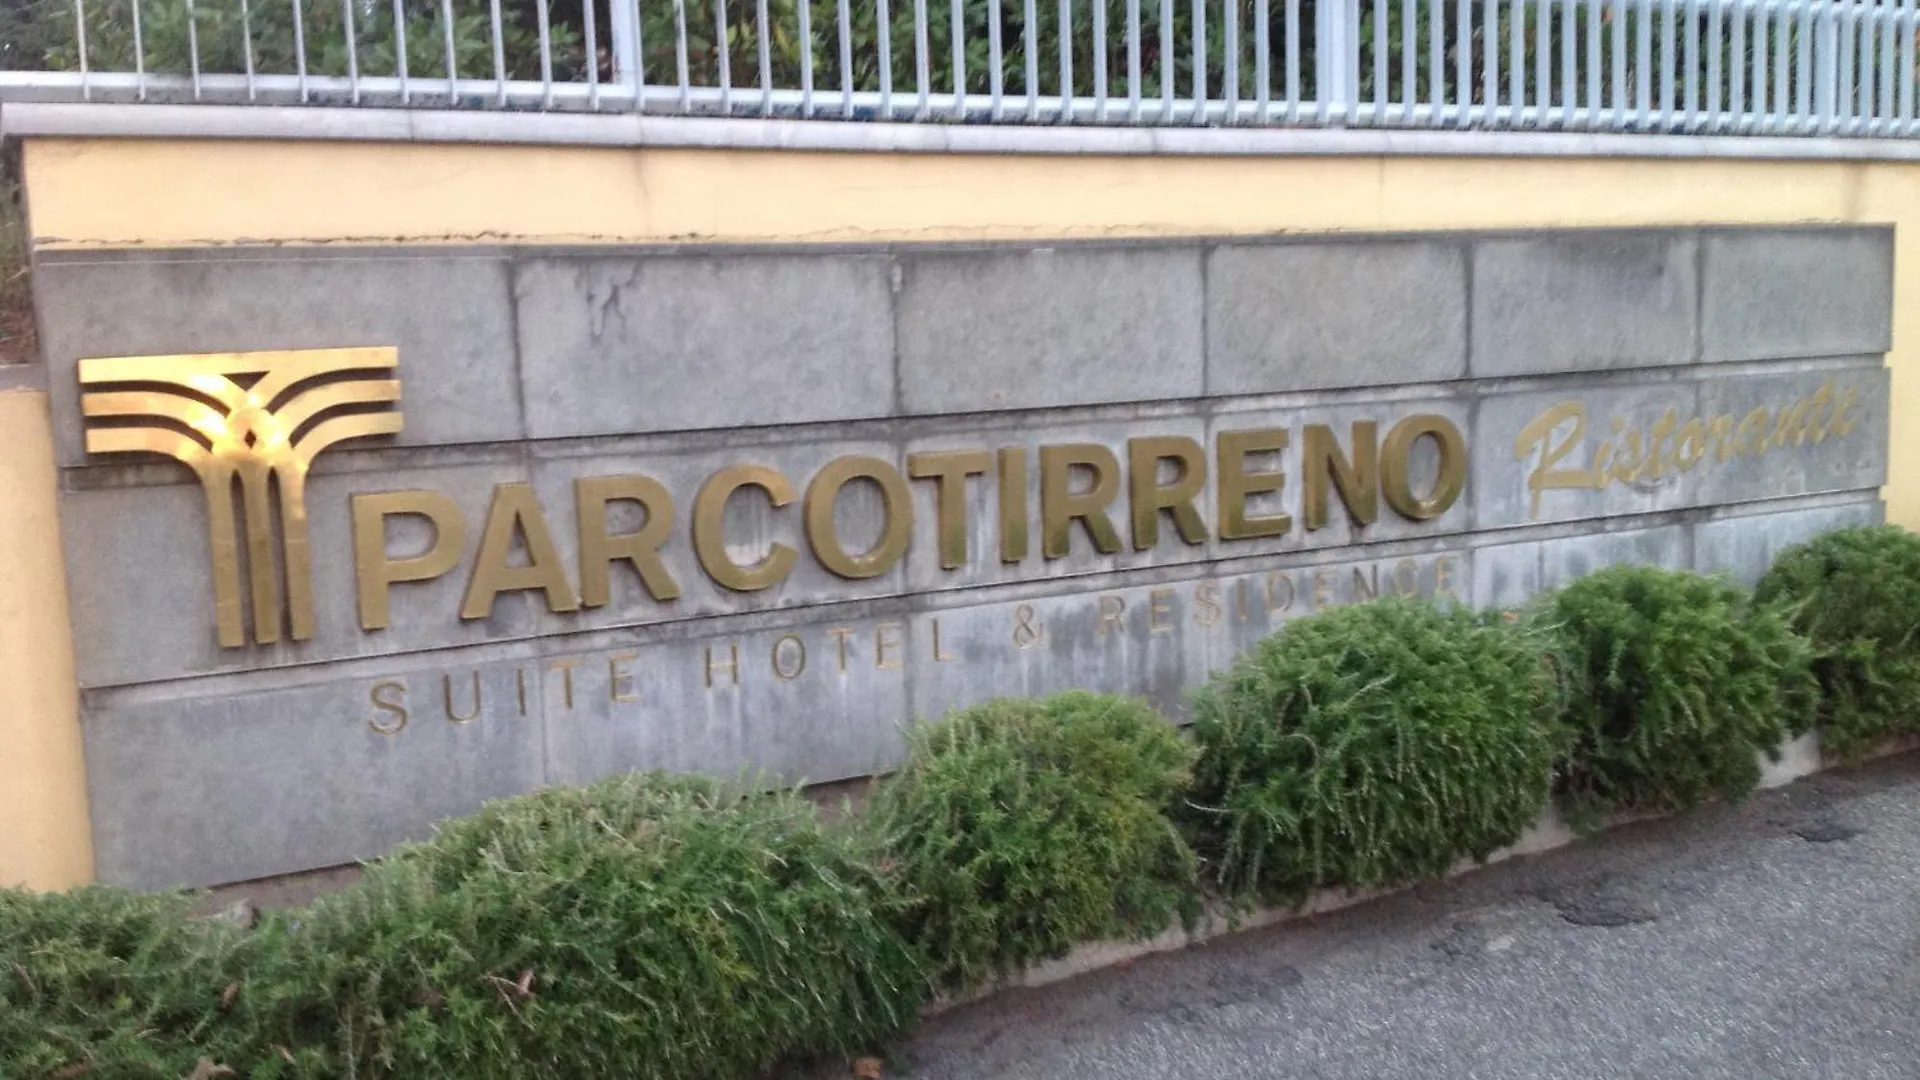 PARCOTIRRENO Ristorante
SUITE HOTEL & RESIDENCE